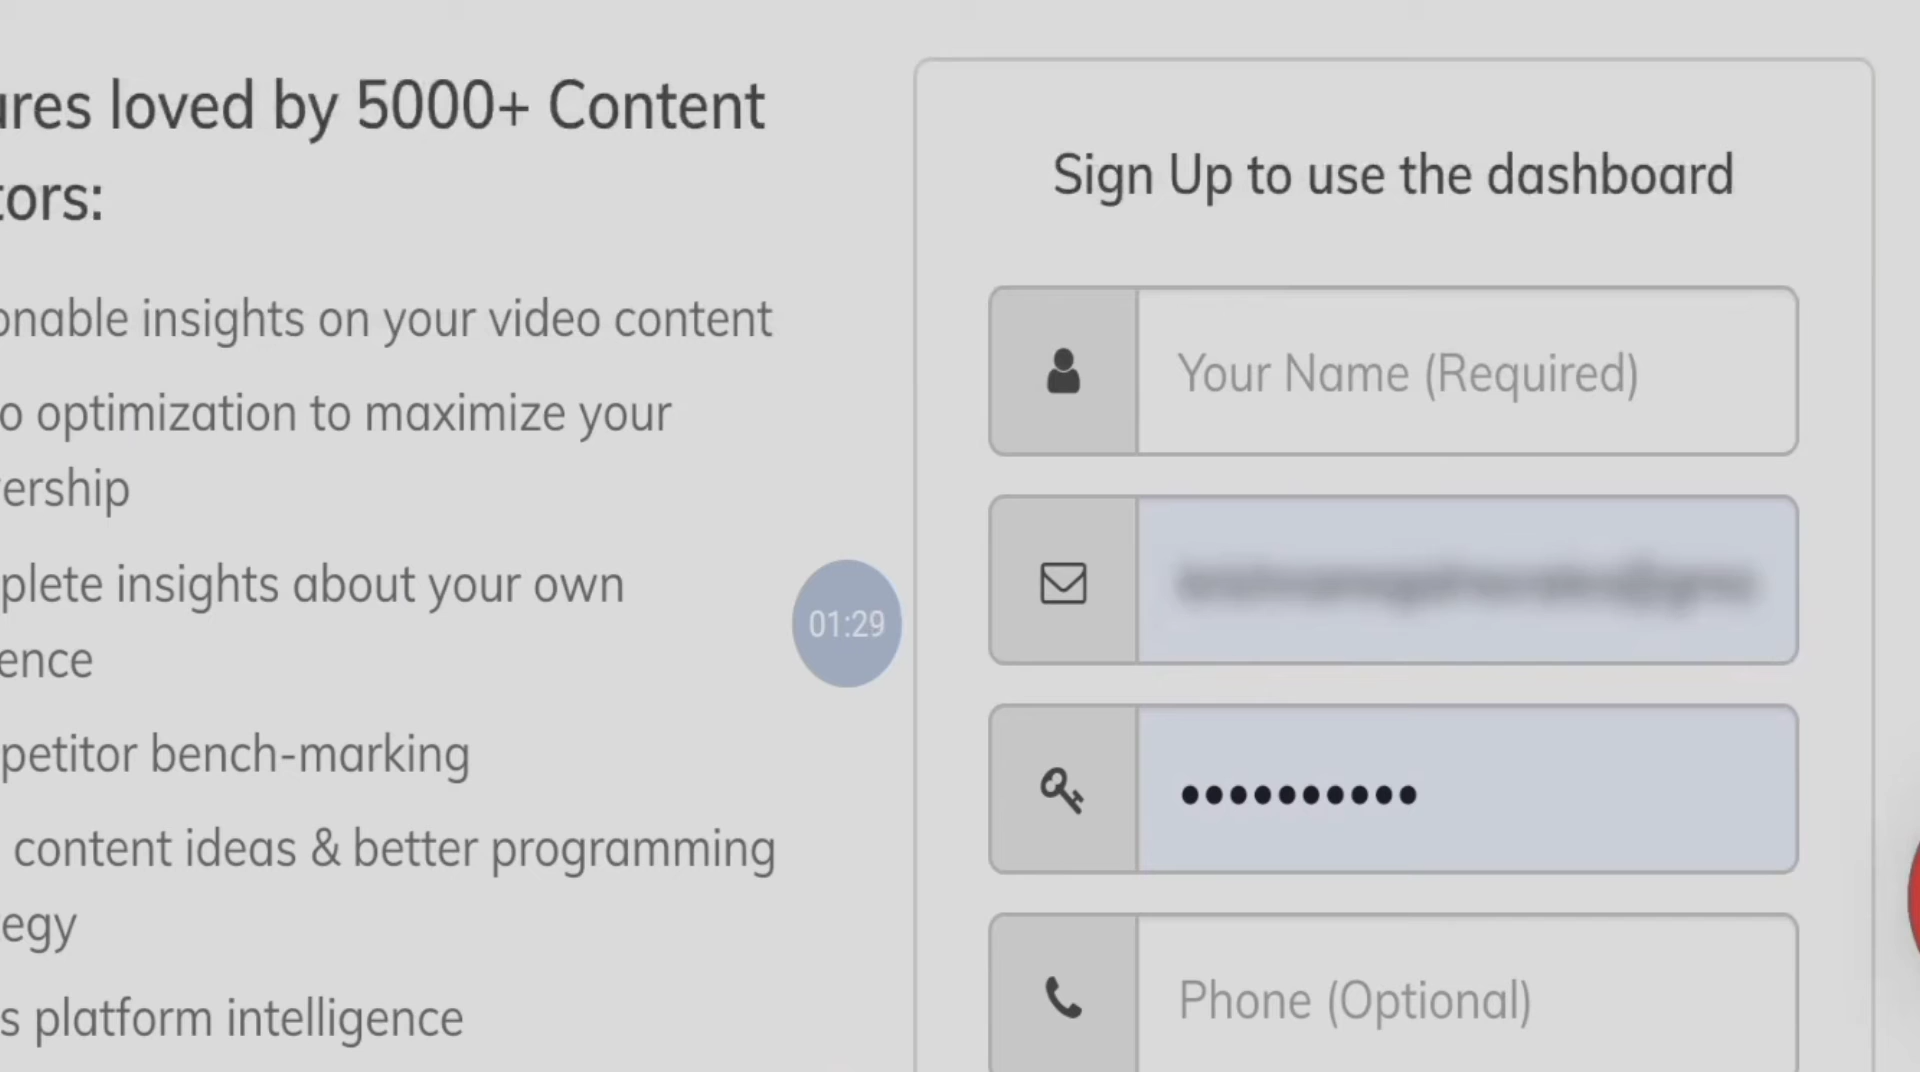 ures loved by 5000+ Content
tors:
onable insights on your video content
o optimization to maximize your
ership
plete insights about your own
ence
petitor bench-marking
content ideas & better programming
egy
s platform intelligence
01:29
Sign Up to use the dashboard
Your Name (Required)
••••••••••
Phone (Optional)